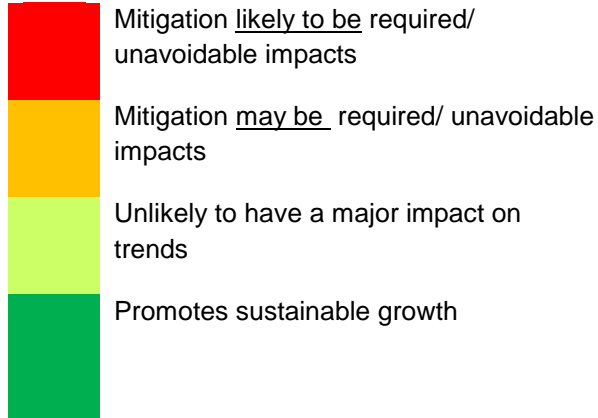 Mitigation likely to be required/
unavoidable impacts
Mitigation may be  required/ unavoidable
impacts
Unlikely to have a major impact on
trends
Promotes sustainable growth